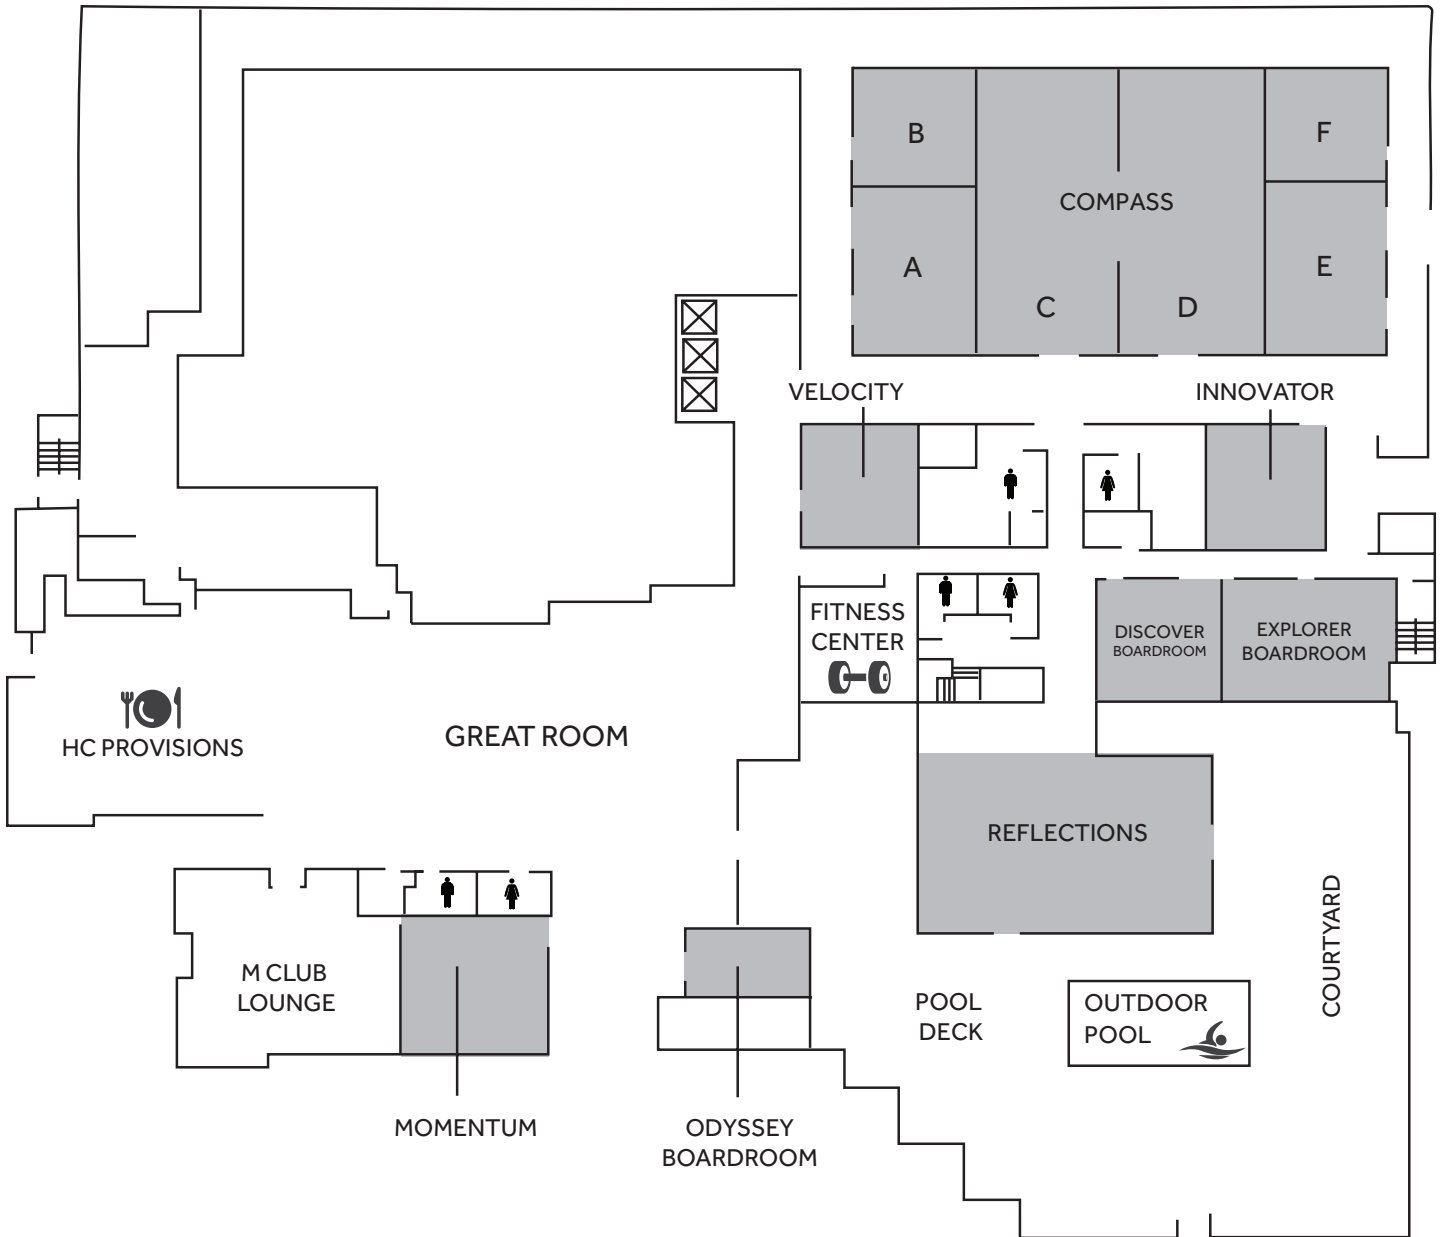 B
F
COMPASS
A
E
C
D
VELOCITY
INNOVATOR
FITNESS
CENTER
DISCOVER
BOARDROOM
EXPLORER
BOARDROOM
HC PROVISIONS
GREAT ROOM
REFLECTIONS
COURTYARD
M CLUB
LOUNGE
POOL
DECK
OUTDOOR
POOL
MOMENTUM
ODYSSEY
BOARDROOM